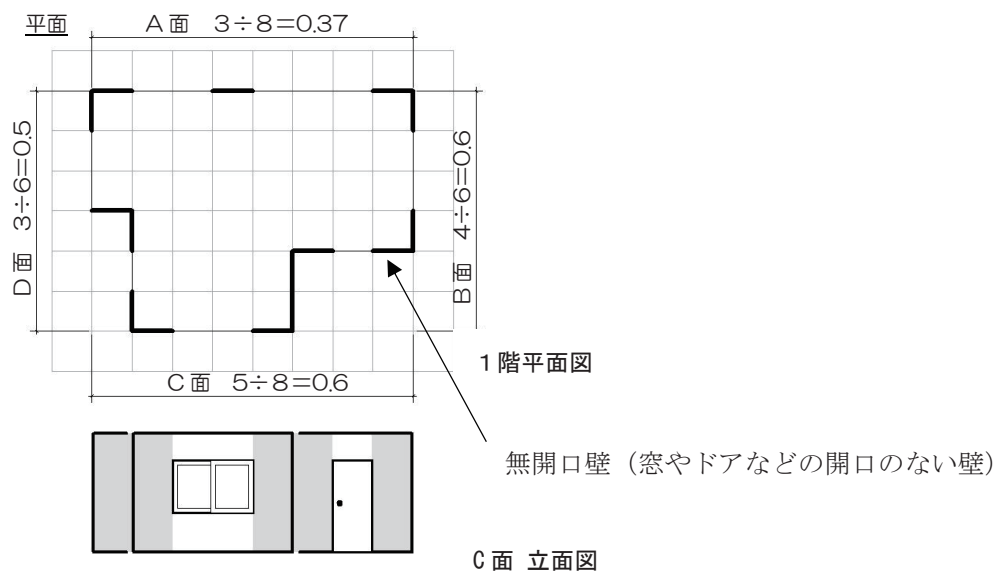 平面
A面 3÷8=0.37
D面 3÷6=0.5
B面 4÷6=0.6
C面 5÷8=0.6
1階平面図
無開口壁（窓やドアなどの開口のない壁）
C面 立面図